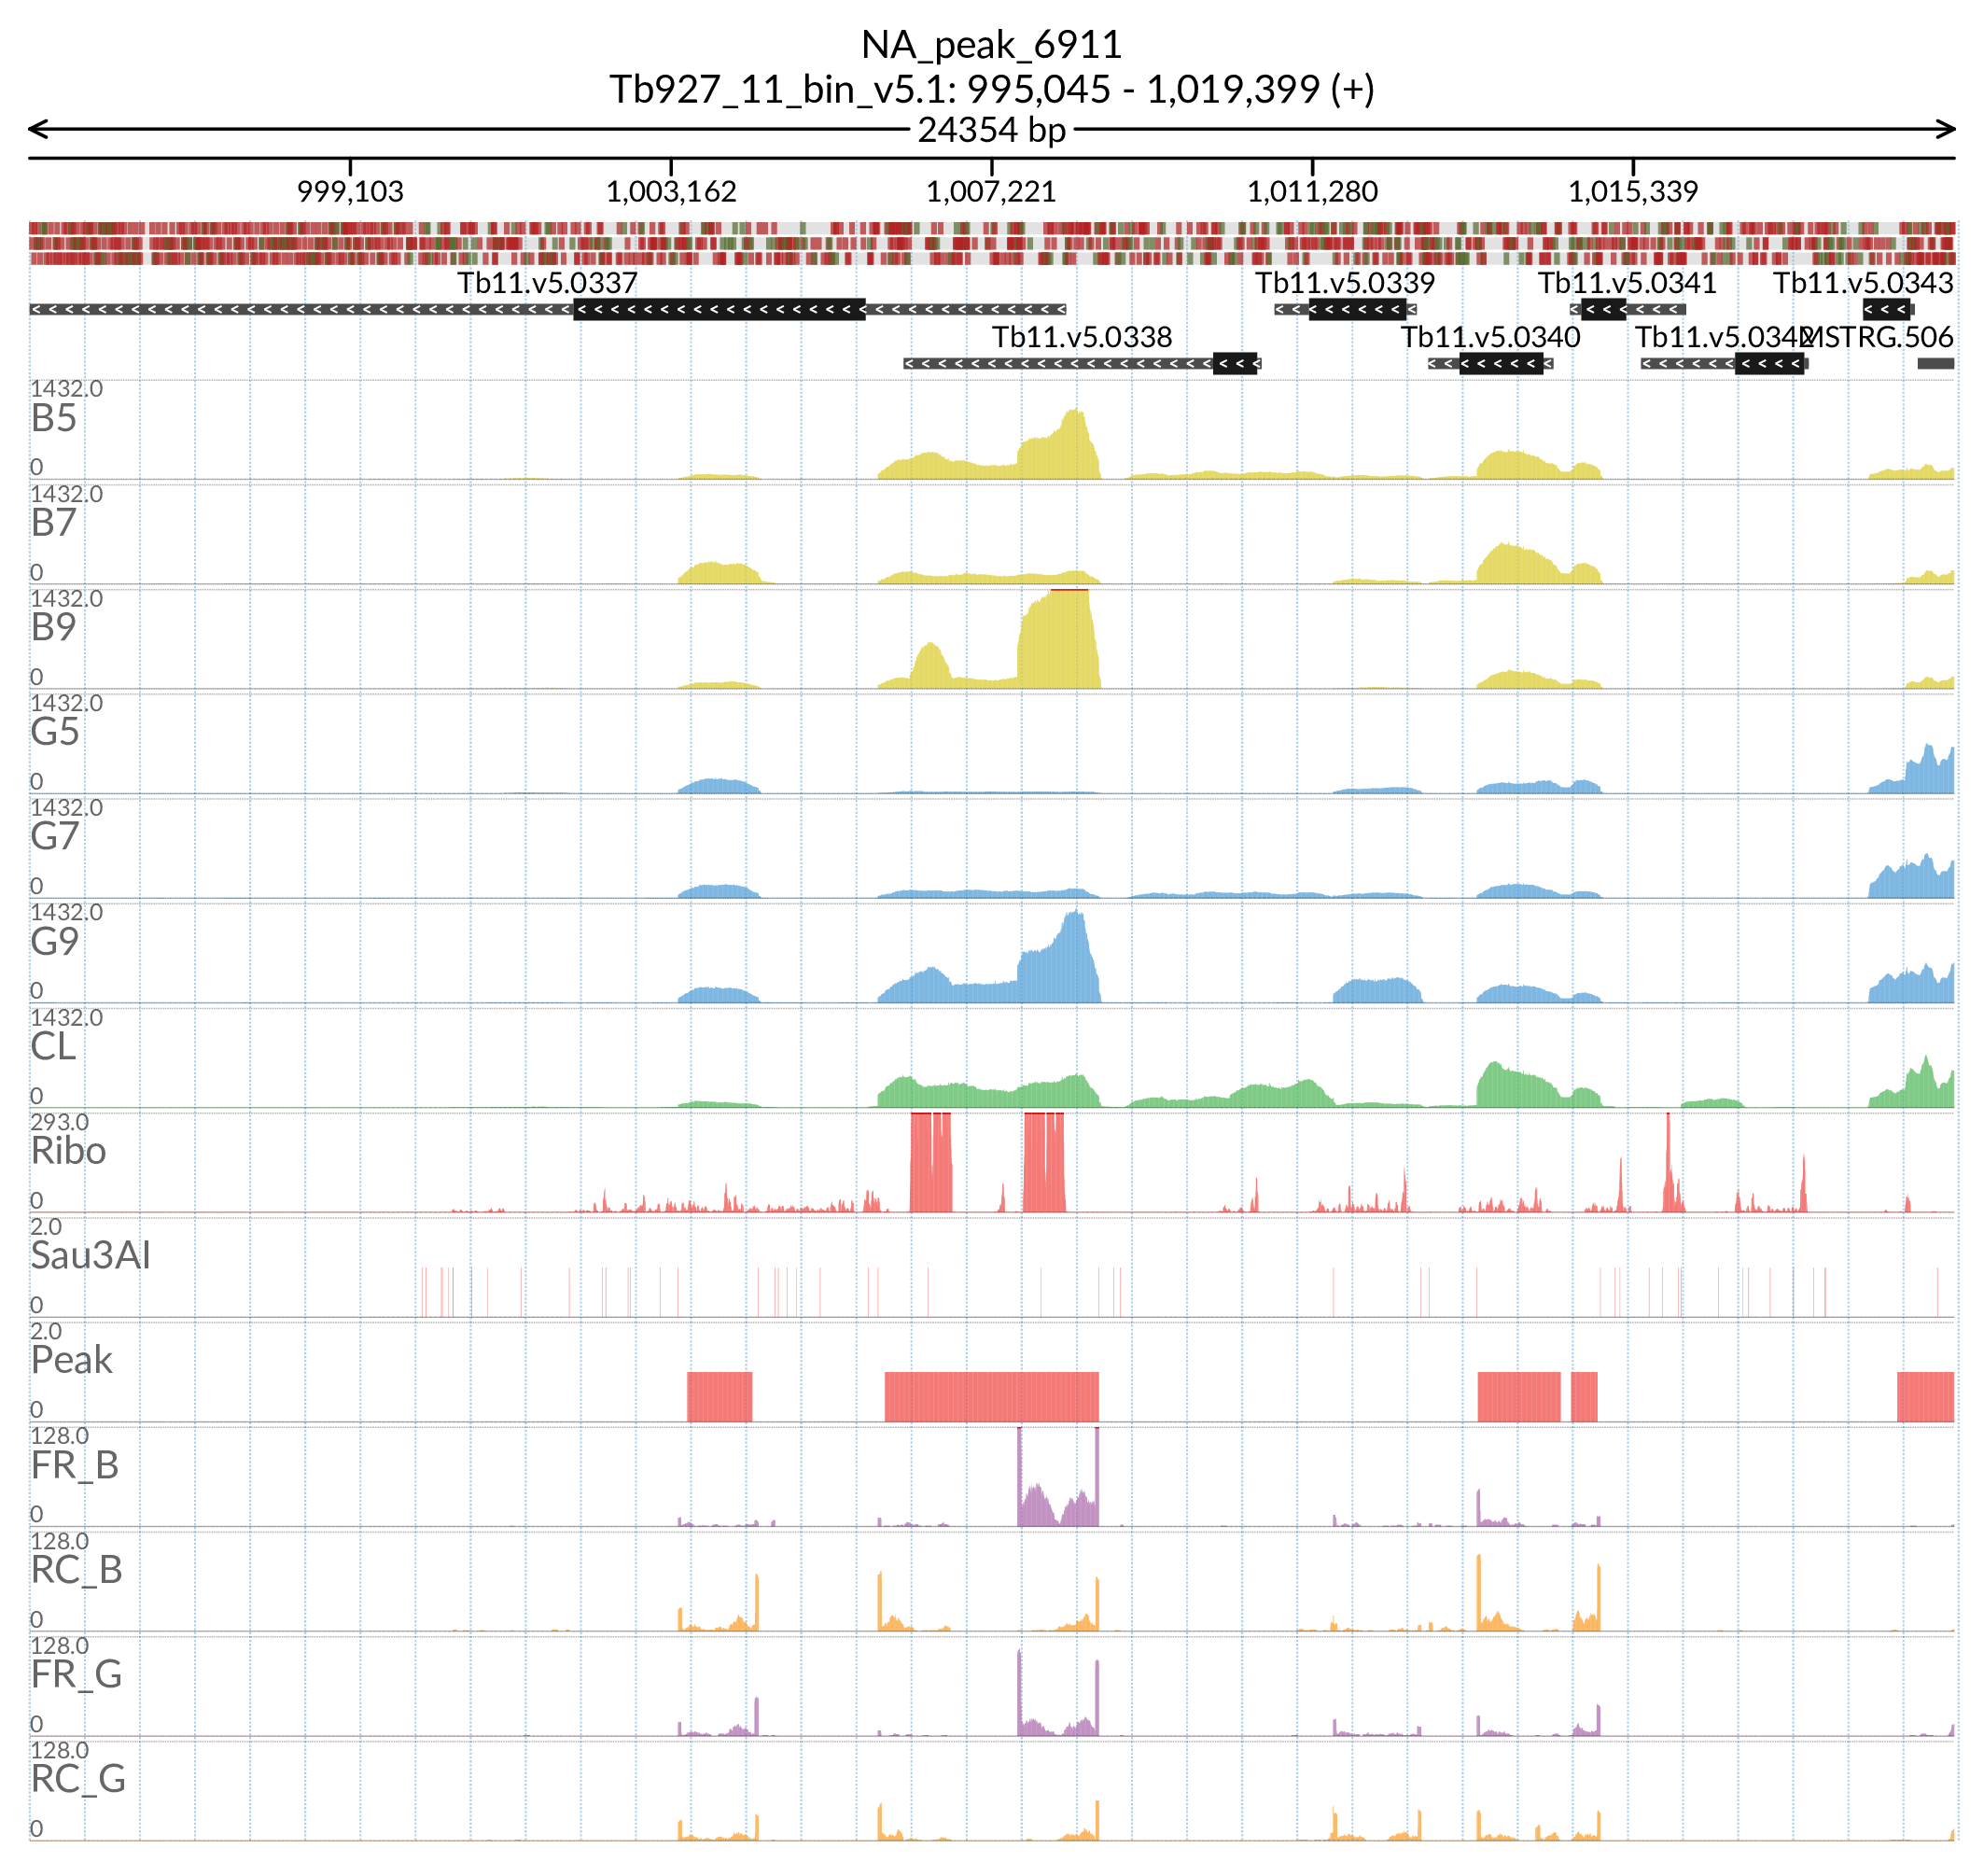 NA_peak_6911
Tb927_11_bin_v5.1: 995,045 - 1,019,399 (+)
24354 bp
999,103 1,003,162 1,007,221 1,011,280 1,015,339
Tb11.v5.0337 Tb11.v5.0339 Tb11.v5.0341 Tb11.v5.0343
Tb11.v5.0338 Tb11.v5.0340 Tb11.v5.0342 MSTRG.506
1432.0
B5
0
1432.0
B7
0
1432.0
B9
0
1432.0
G5
0
1432.0
G7
0
1432.0
G9
0
1432.0
CL
0
293.0
Ribo
0
2.0
Sau3AI
0
2.0
Peak
0
128.0
FR_B
0
128.0
RC_B
0
128.0
FR_G
0
128.0
RC_G
0